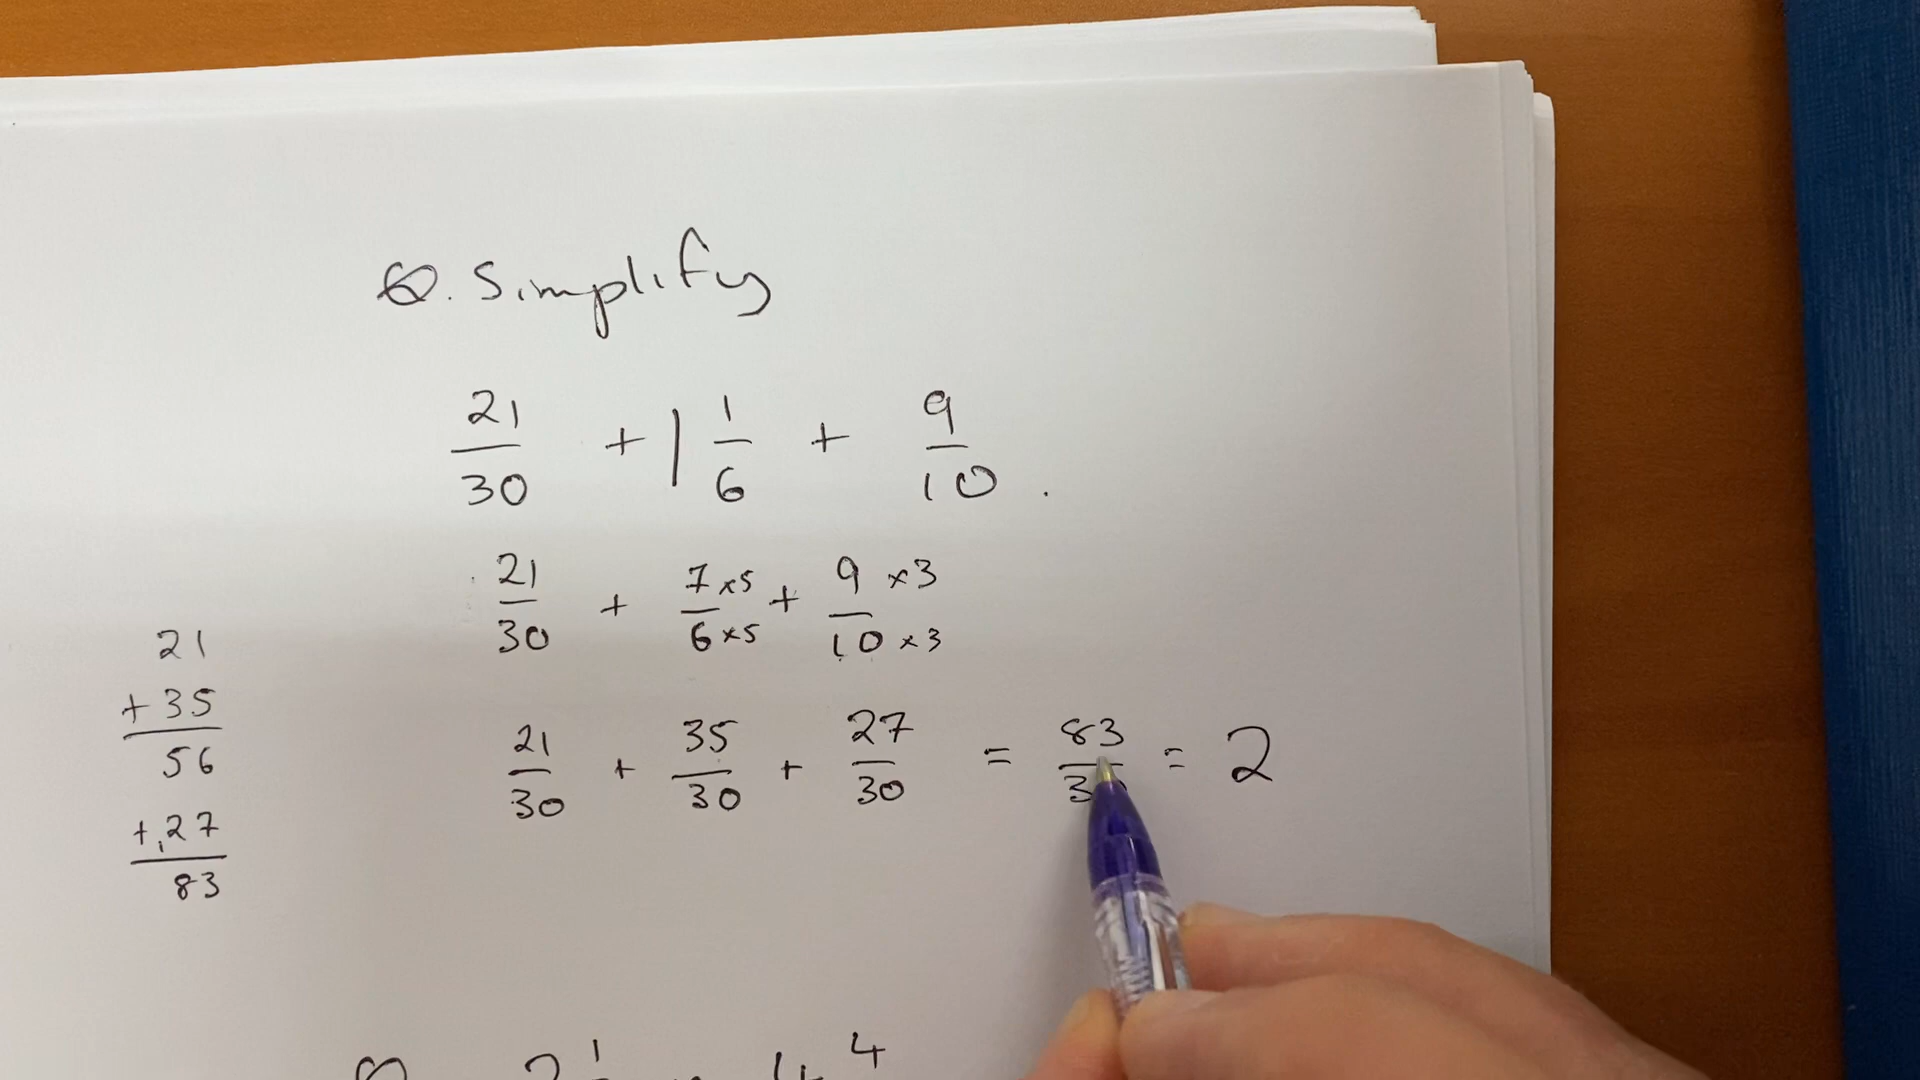 Q. Simplify
21/30 + 1 1/6 + 9/10 .
21/30 + 7×5/6×5 + 9×3/10×3
21/30 + 35/30 + 27/30 = 83/30 = 2
21
+35
56
+27
83